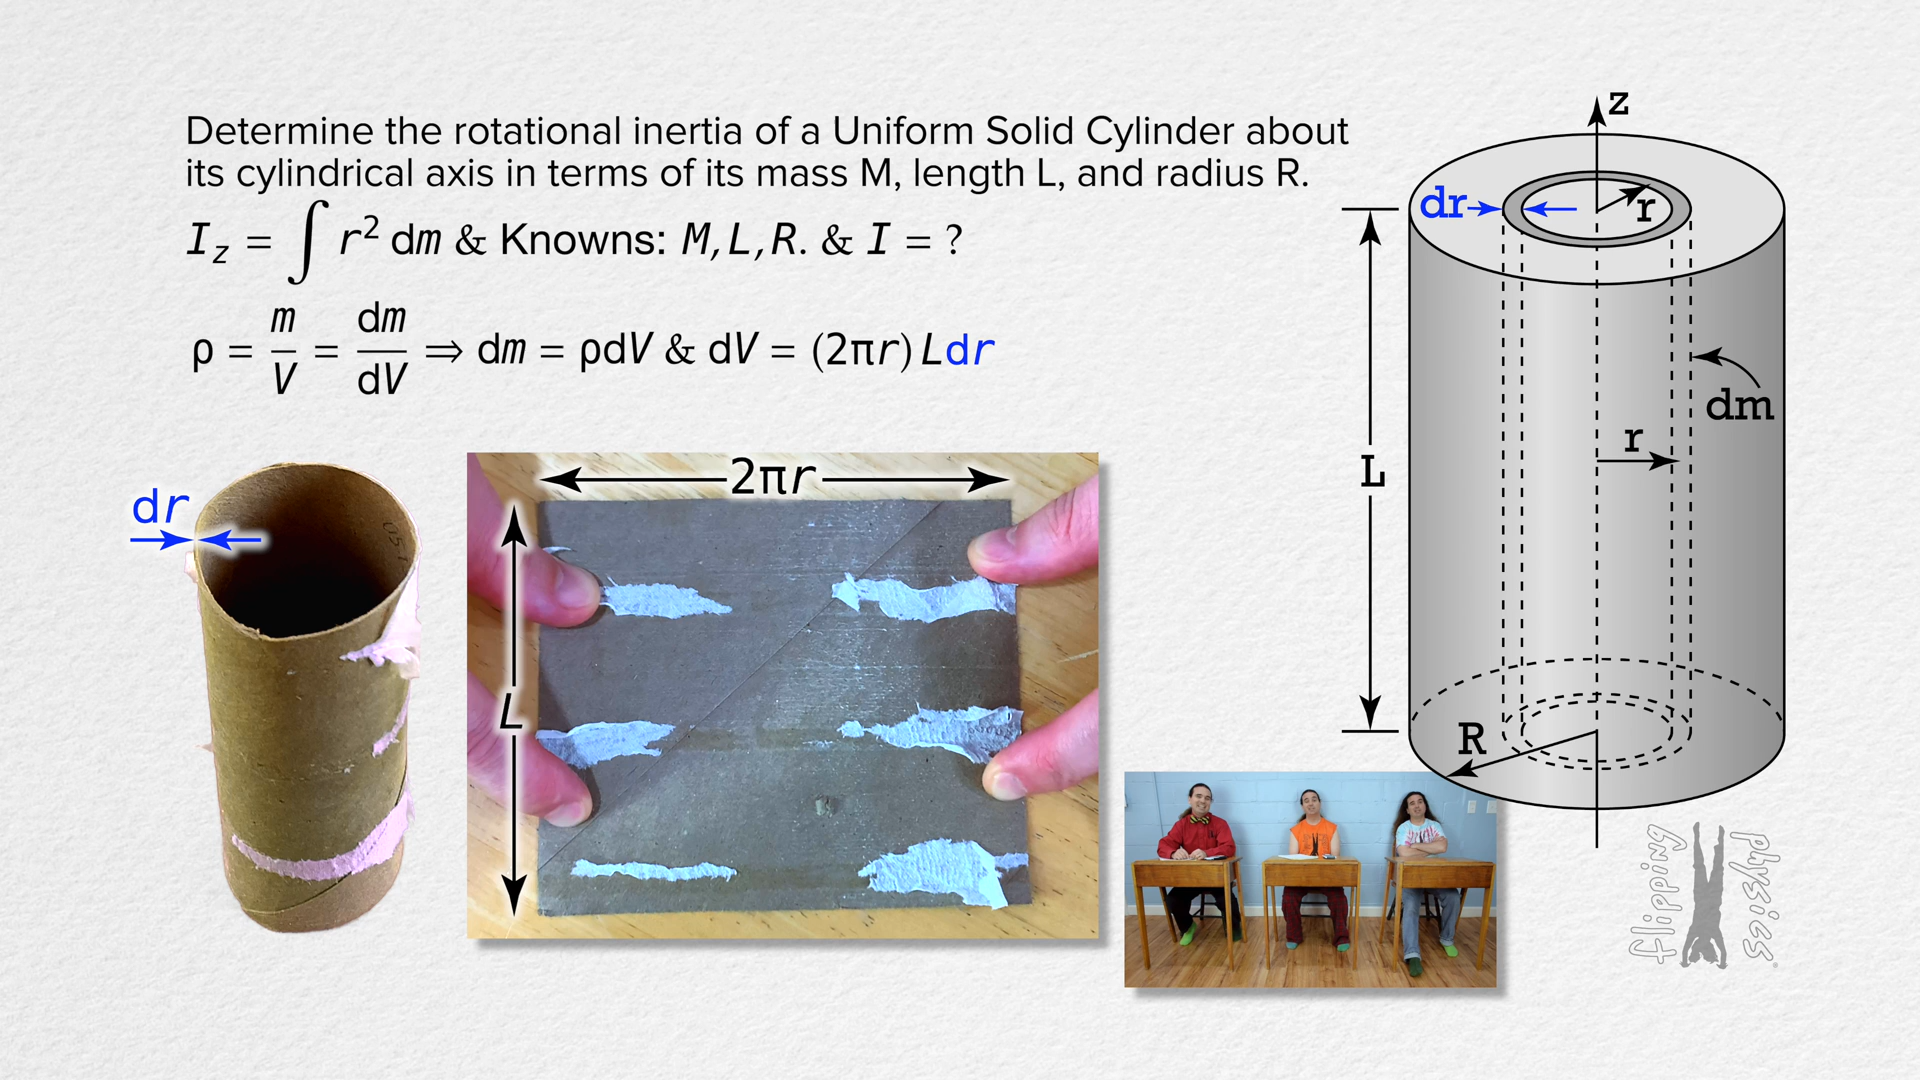 Determine the rotational inertia of a Uniform Solid Cylinder about
its cylindrical axis in terms of its mass M, length L, and radius R.
I_z = ∫ r² dm & Knowns: M, L, R. & I = ?
ρ = m/V = dm/dV ⇒ dm = ρdV & dV = (2πr) Ldr
dr
2πr
L
z
dr
r
dm
r
L
R
flipping
physics